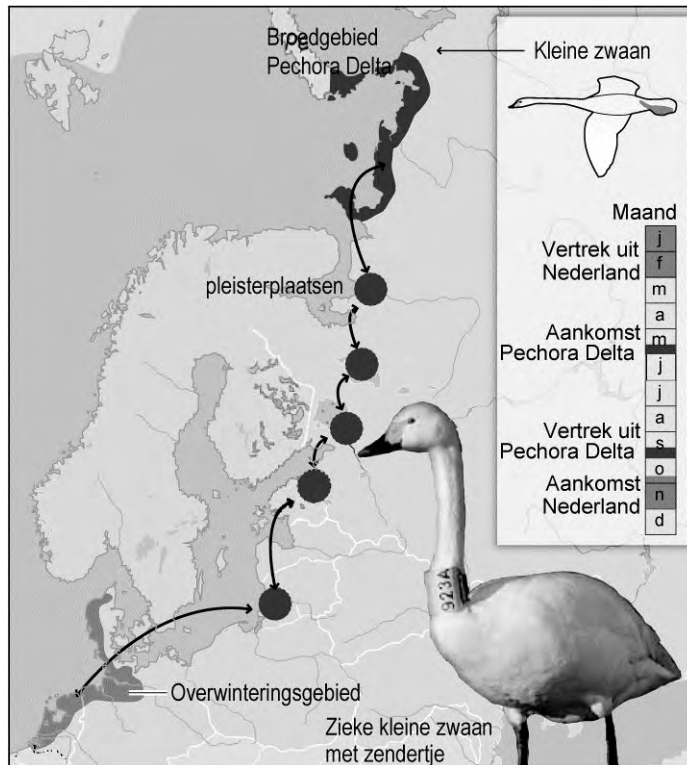 Broedgebied
Pechora Delta
Kleine zwaan
Maand
j
Vertrek uit
Nederland
f
m
a
Aankomst
Pechora Delta
m
j
j
a
Vertrek uit
Pechora Delta
s
o
Aankomst
Nederland
n
d
pleisterplaatsen
923A
Overwinteringsgebied
Zieke kleine zwaan
met zendertje